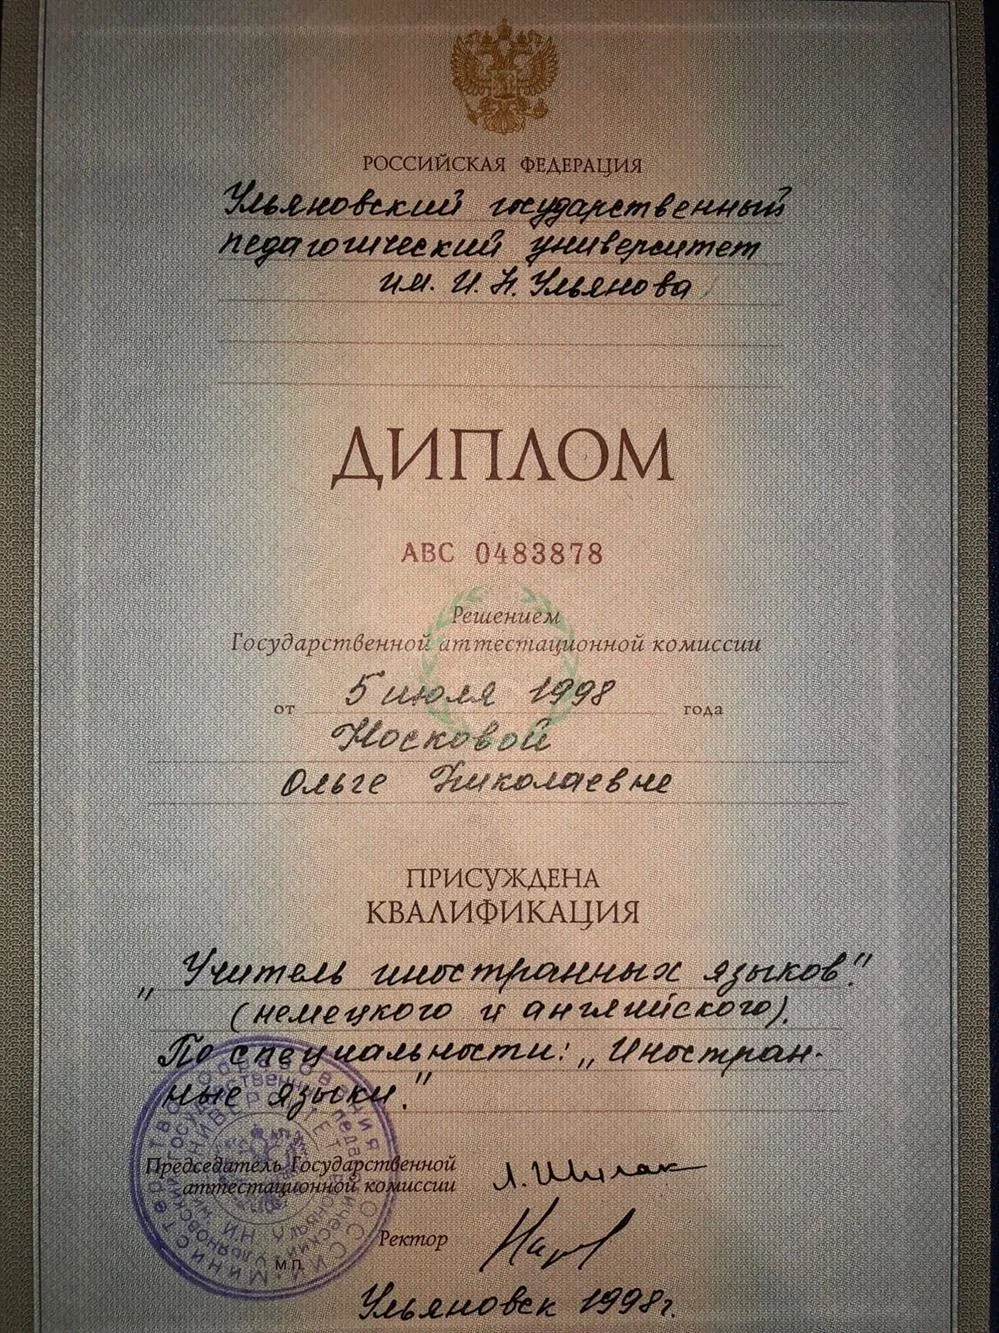 РОССИЙСКАЯ ФЕДЕРАЦИЯ
Ульяновский государственный
педагогический университет
им. И. Н. Ульянова
ДИПЛОМ
АВС 0483878
Решением
Государственной аттестационной комиссии
от 5 июля 1998 года
Носковой
Ольге Николаевне
ПРИСУЖДЕНА
КВАЛИФИКАЦИЯ
„Учитель иностранных языков."
(немецкого и английского).
По специальности: „Иностран-
ные языки."
Председатель Государственной
аттестационной комиссии
Ректор
М.П.
Ульяновск 1998г.